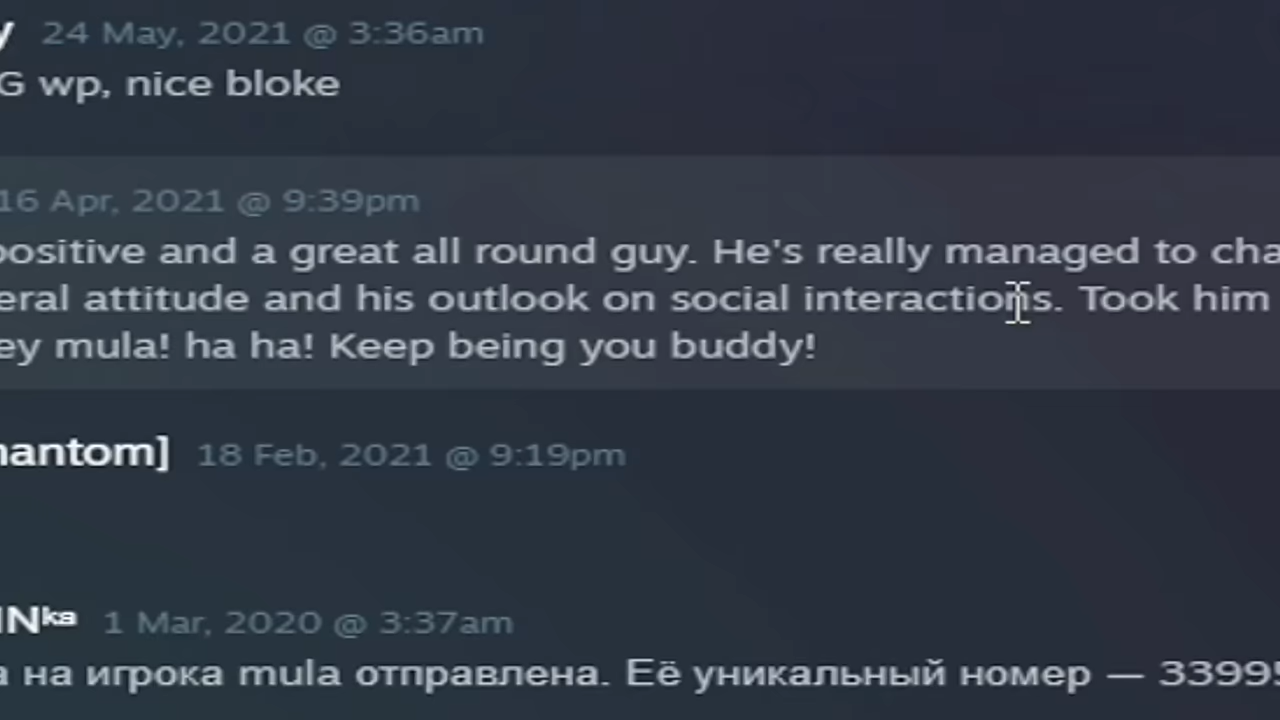 24 May, 2021 @ 3:36am
G wp, nice bloke
16 Apr, 2021 @ 9:39pm
positive and a great all round guy. He's really managed to cha
eral attitude and his outlook on social interactions. Took him
ey mula! ha ha! Keep being you buddy!
hantom] 18 Feb, 2021 @ 9:19pm
INᵏˢ 1 Mar, 2020 @ 3:37am
а на игрока mula отправлена. Её уникальный номер — 33995